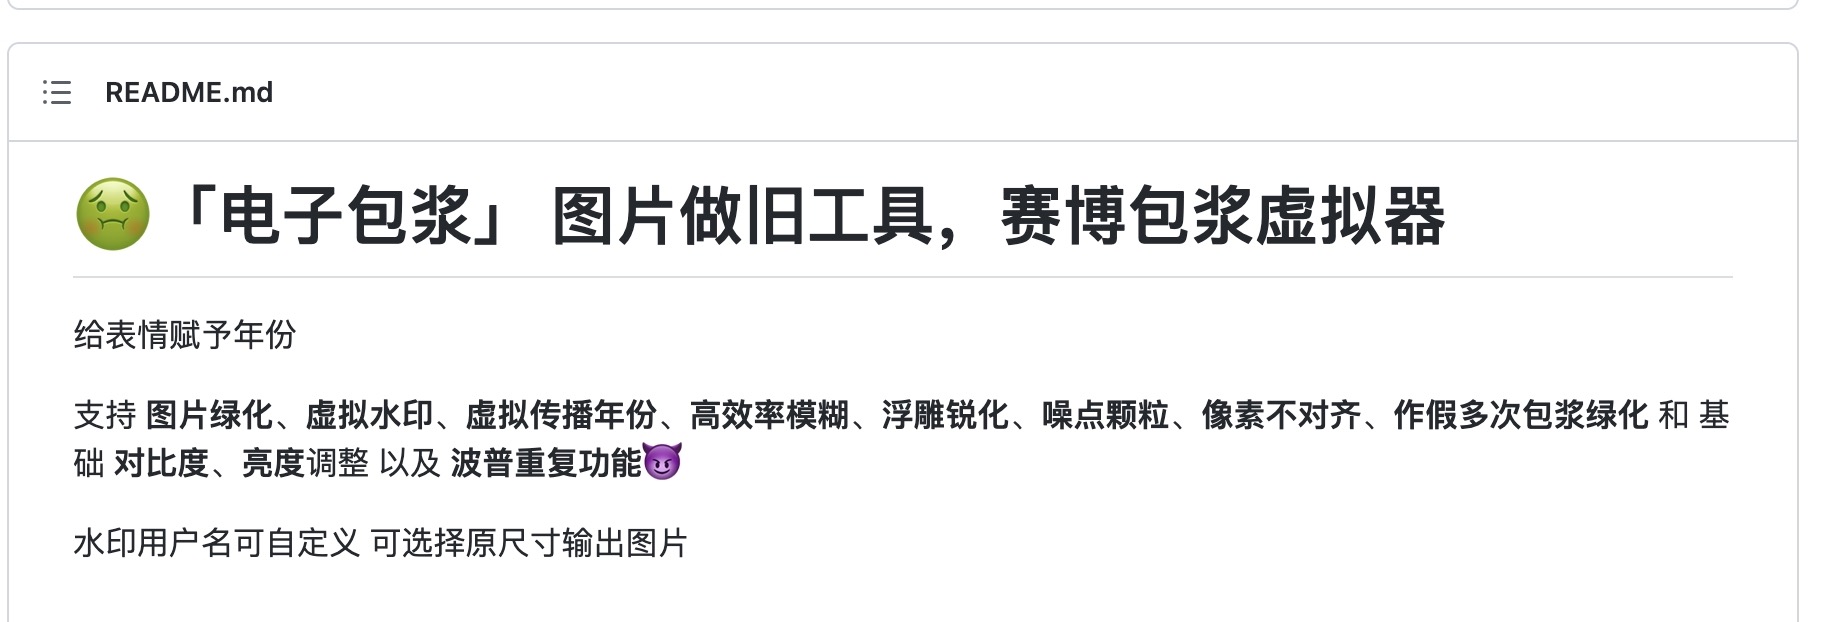 README.md
🤢「电子包浆」 图片做旧工具，赛博包浆虚拟器
给表情赋予年份
支持 图片绿化、虚拟水印、虚拟传播年份、高效率模糊、浮雕锐化、噪点颗粒、像素不对齐、作假多次包浆绿化 和 基
础 对比度、亮度调整 以及 波普重复功能😈
水印用户名可自定义 可选择原尺寸输出图片